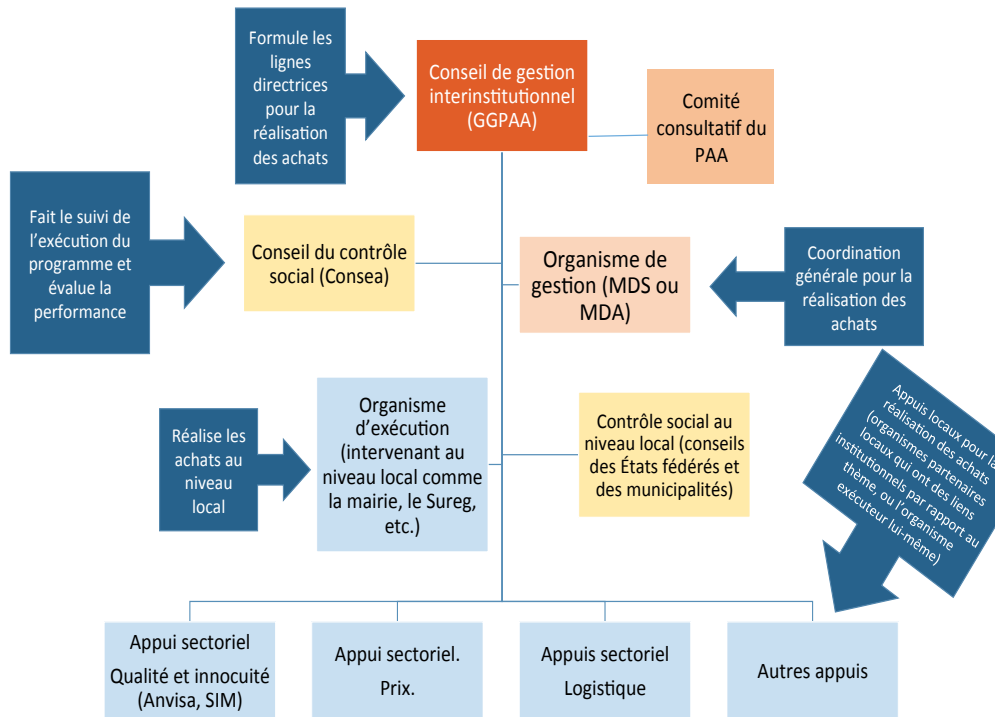 Formule les
lignes
directrices
pour la
réalisation
des achats
Conseil de gestion
interinstitutionnel
(GGPAA)
Comité
consultatif du
PAA
Fait le suivi de
l’exécution du
programme et
évalue la
performance
Conseil du contrôle
social (Consea)
Organisme de
gestion (MDS ou
MDA)
Coordination
générale pour la
réalisation des
achats
Réalise les
achats au
niveau
local
Organisme
d’exécution
(intervenant au
niveau local comme
la mairie, le Sureg,
etc.)
Contrôle social au
niveau local (conseils
des États fédérés et
des municipalités)
Appuis locaux pour la
réalisation des achats
(organismes partenaires
locaux qui ont des liens
institutionnels par rapport au
thème, ou l’organisme
exécuteur lui-même)
Appui sectoriel
Qualité et innocuité
(Anvisa, SIM)
Appui sectoriel.
Prix.
Appuis sectoriel
Logistique
Autres appuis